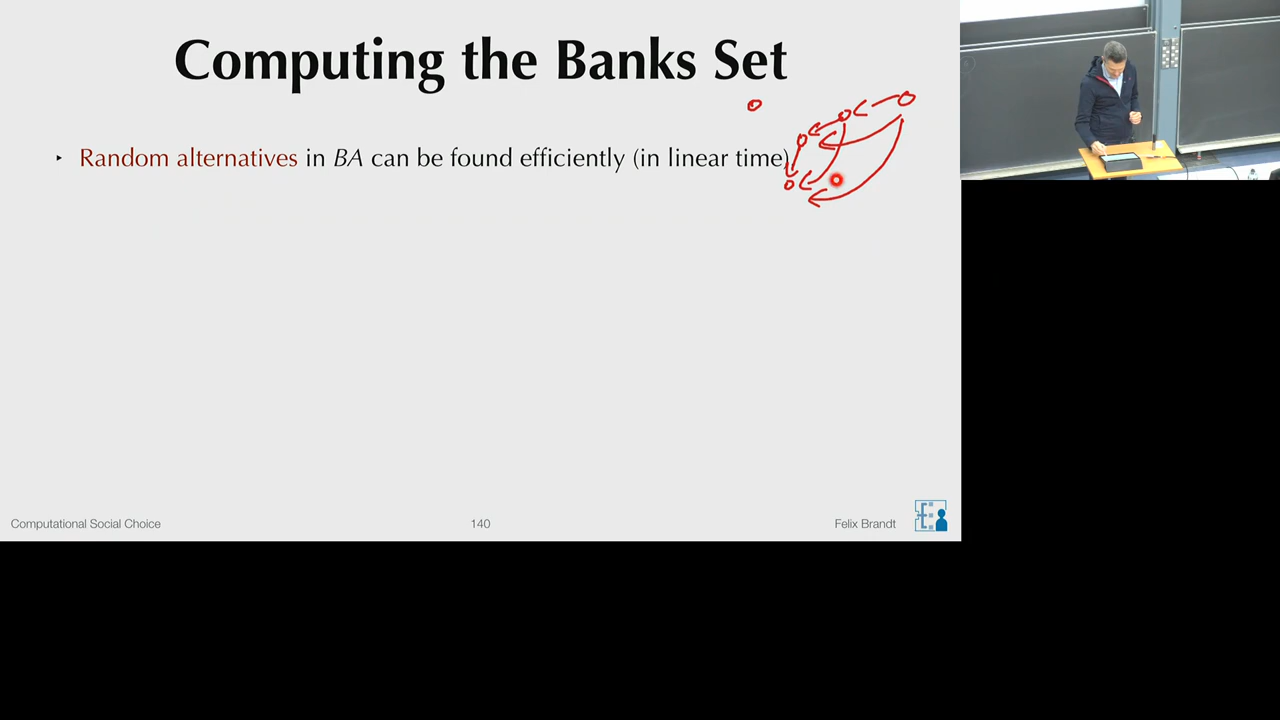 Computing the Banks Set
‣ Random alternatives in BA can be found efficiently (in linear time)
Computational Social Choice
140
Felix Brandt